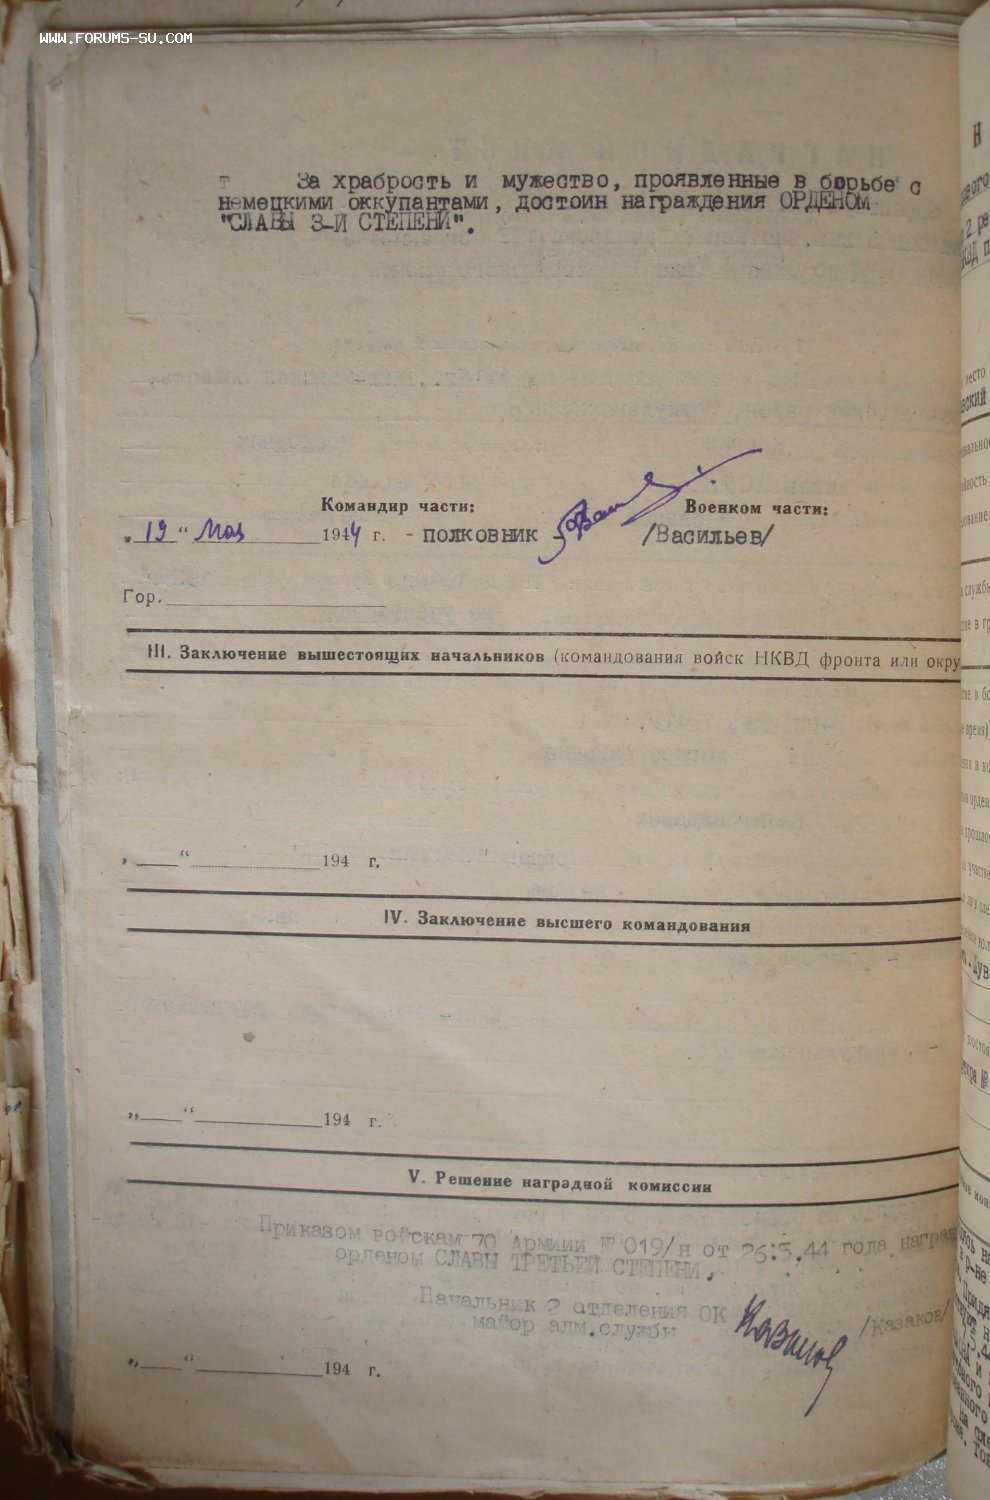 WWW.FORUMS-SU.COM
т За храбрость и мужество, проявленные в борьбе с
немецкими оккупантами, достоин награждения ОРДЕНОМ
"СЛАВЫ 3-Й СТЕПЕНИ".
Командир части: Военком части:
„ 19 “ Мая 1944 г. - полковник /Васильев/
Гор.
III. Заключение вышестоящих начальников (командования войск НКВД фронта или окру
„ “ 194 г.
IV. Заключение высшего командования
„ “ 194 г.
V. Решение наградной комиссии
Приказом войскам 70 Армии № 019/н от 26.5.44 года награжд
орденом СЛАВЫ ТРЕТЬЕЙ СТЕПЕНИ.
Начальник 2 отделения ОК
майор адм.службы Казаков /Казаков/
„ “ 194 г.